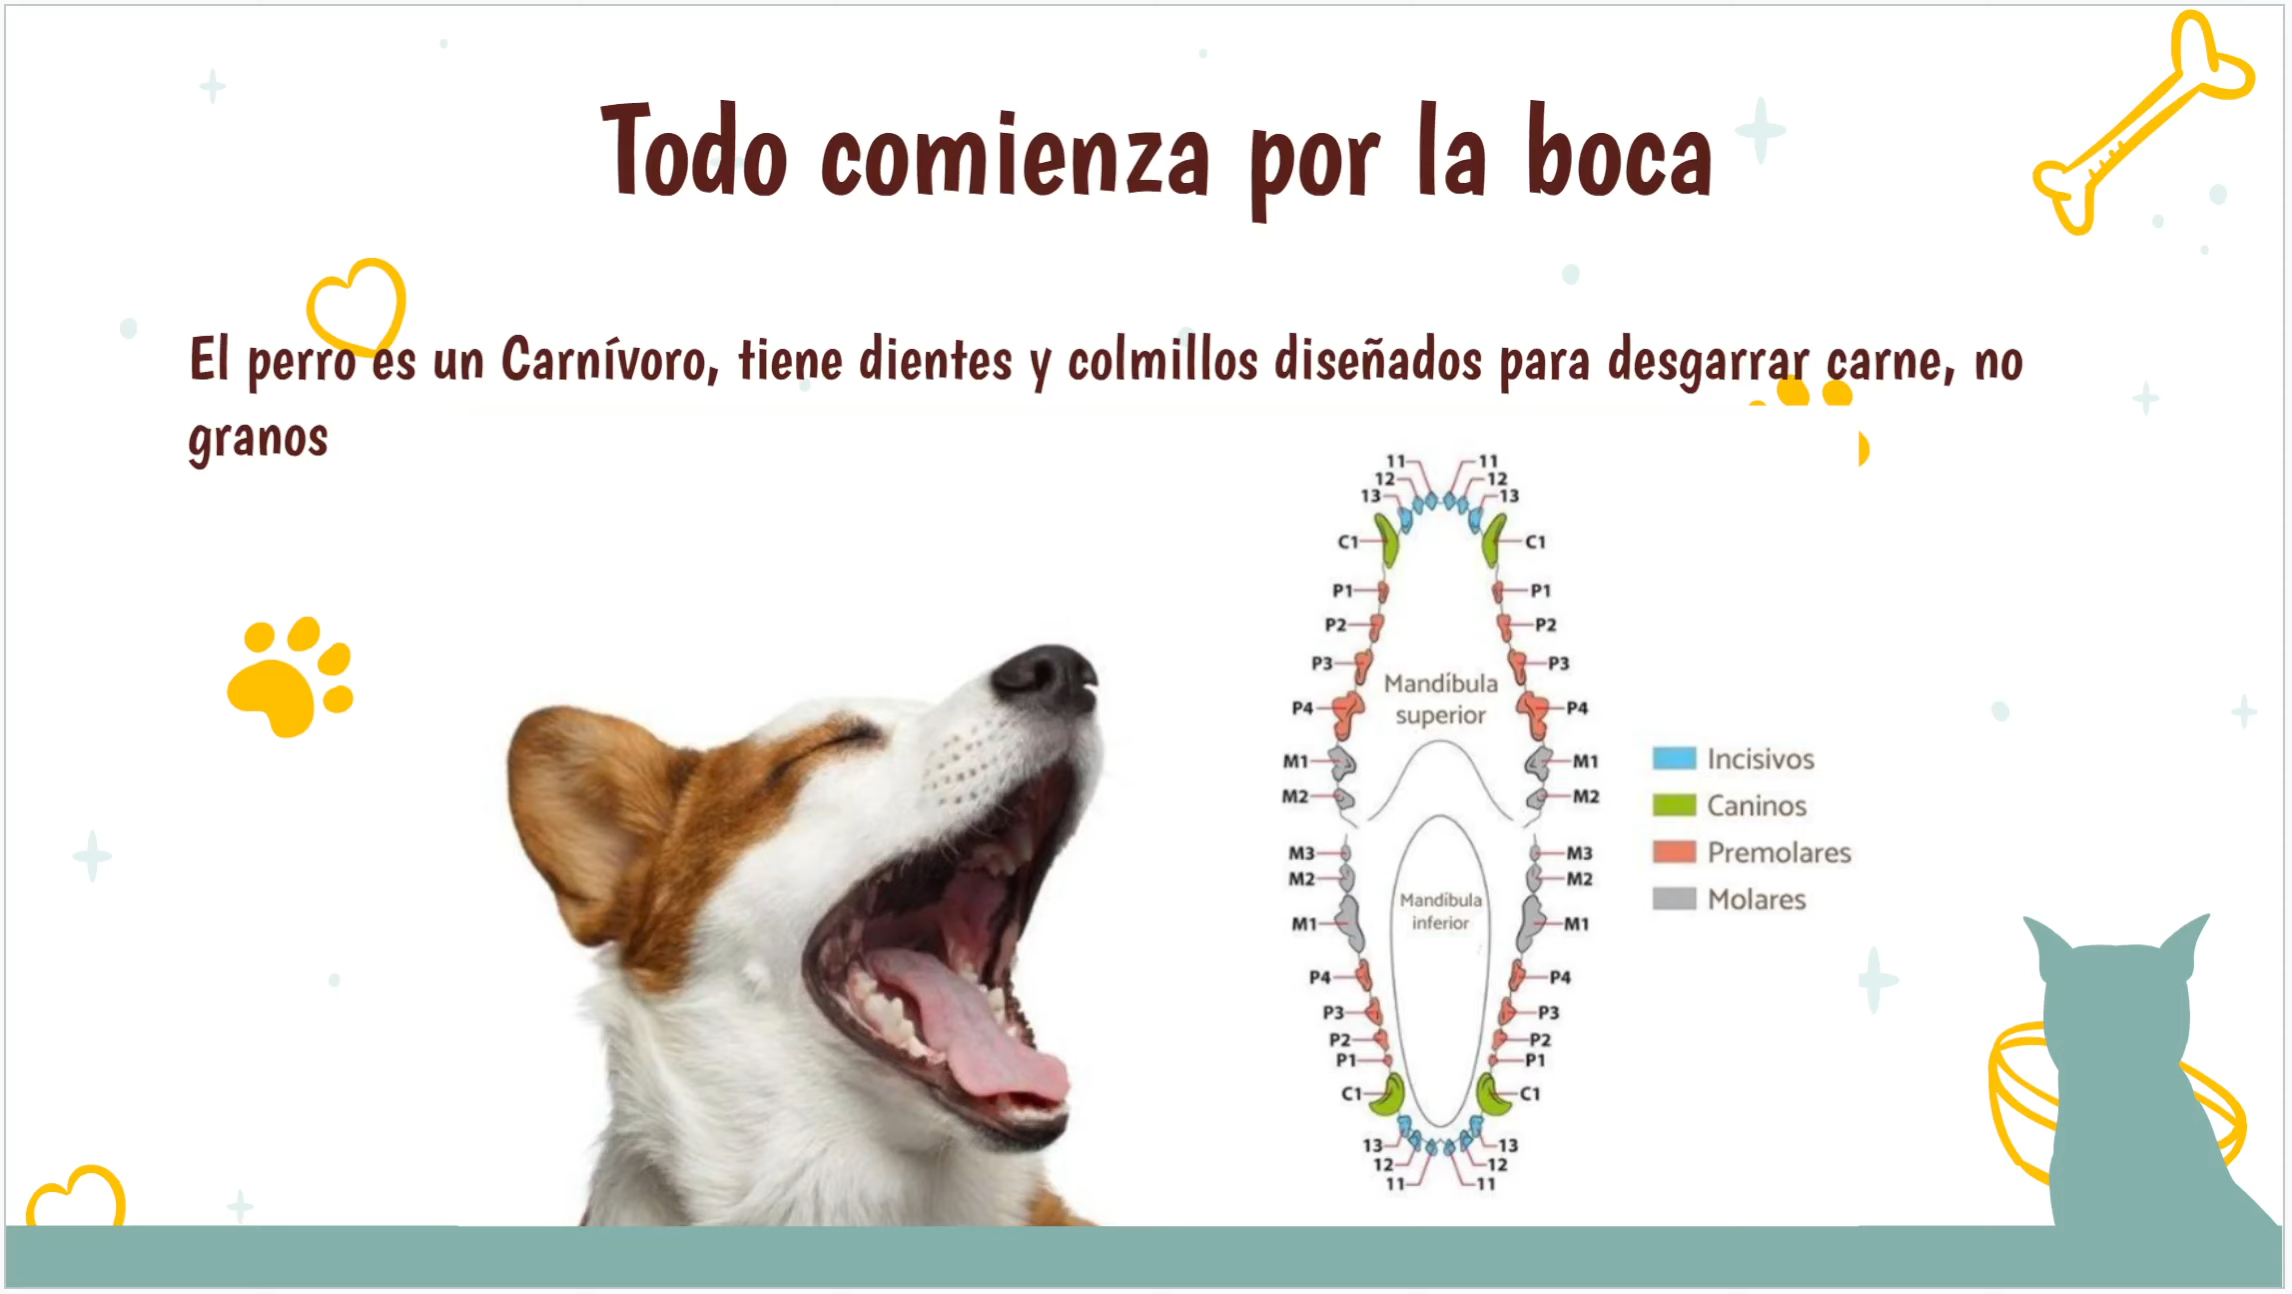 Todo comienza por la boca
El perro es un Carnívoro, tiene dientes y colmillos diseñados para desgarrar carne, no
granos
11 11
12 12
13 13
C1 C1
P1 P1
P2 P2
P3 P3
Mandíbula
superior
P4 P4
M1 M1
M2 M2
M3 M3
M2 M2
Mandíbula
inferior
M1 M1
P4 P4
P3 P3
P2 P2
P1 P1
C1 C1
13 13
12 12
11 11
Incisivos
Caninos
Premolares
Molares